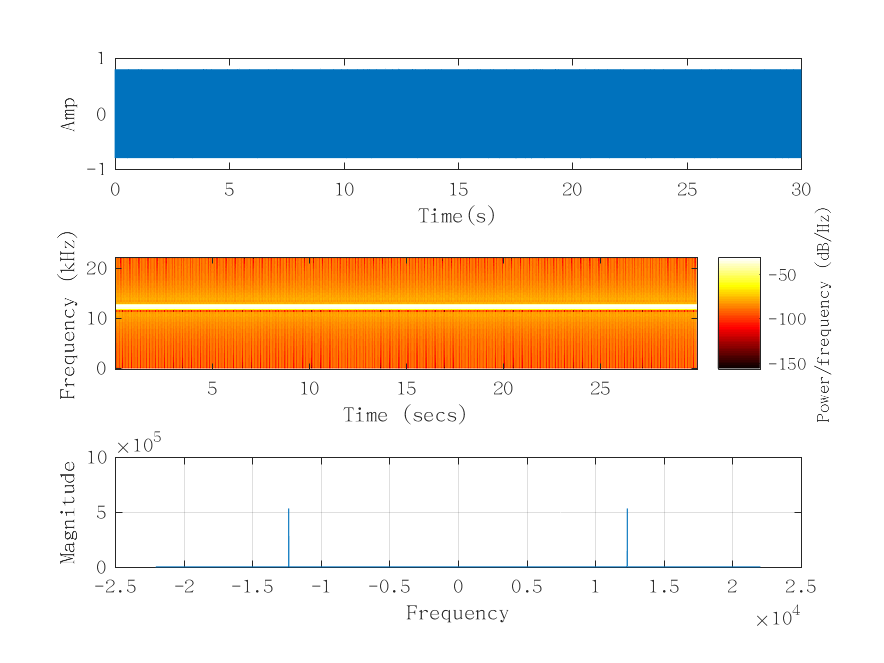 1
0
-1
Amp
0 5 10 15 20 25 30
Time(s)
20
10
0
Frequency (kHz)
5 10 15 20 25
Time (secs)
-50
-100
-150
Power/frequency (dB/Hz)
×10^5
10
5
0
Magnitude
-2.5 -2 -1.5 -1 -0.5 0 0.5 1 1.5 2 2.5
Frequency
×10^4